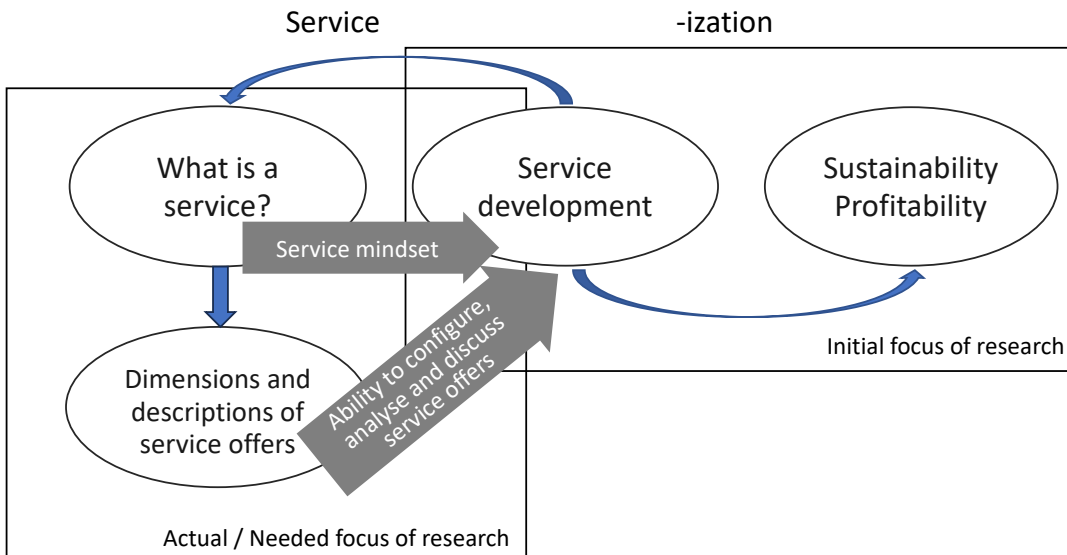 Service
-ization
What is a
service?
Service
development
Sustainability
Profitability
Service mindset
Ability to configure,
analyse and discuss
service offers
Dimensions and
descriptions of
service offers
Initial focus of research
Actual / Needed focus of research